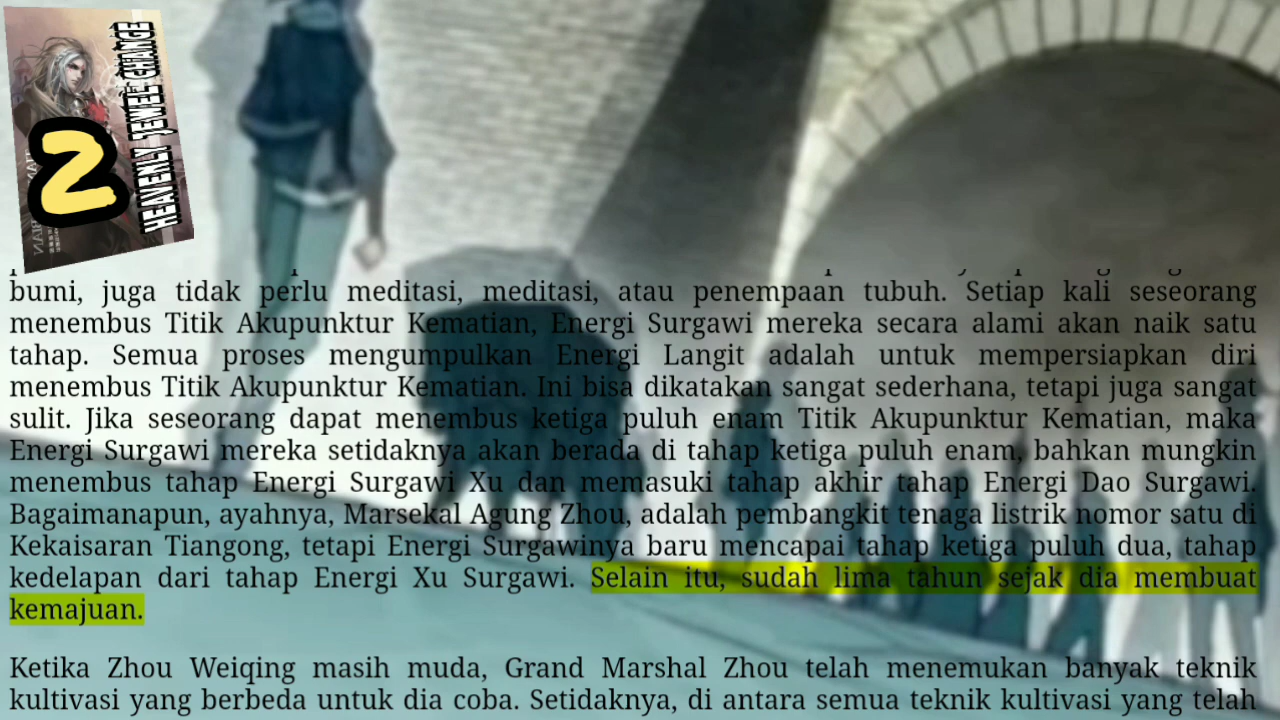 HEAVENLY JEWEL CHANGE
2
bumi, juga tidak perlu meditasi, meditasi, atau penempaan tubuh. Setiap kali seseorang
menembus Titik Akupunktur Kematian, Energi Surgawi mereka secara alami akan naik satu
tahap. Semua proses mengumpulkan Energi Langit adalah untuk mempersiapkan diri
menembus Titik Akupunktur Kematian. Ini bisa dikatakan sangat sederhana, tetapi juga sangat
sulit. Jika seseorang dapat menembus ketiga puluh enam Titik Akupunktur Kematian, maka
Energi Surgawi mereka setidaknya akan berada di tahap ketiga puluh enam, bahkan mungkin
menembus tahap Energi Surgawi Xu dan memasuki tahap akhir tahap Energi Dao Surgawi.
Bagaimanapun, ayahnya, Marsekal Agung Zhou, adalah pembangkit tenaga listrik nomor satu di
Kekaisaran Tiangong, tetapi Energi Surgawinya baru mencapai tahap ketiga puluh dua, tahap
kedelapan dari tahap Energi Xu Surgawi. Selain itu, sudah lima tahun sejak dia membuat
kemajuan.
Ketika Zhou Weiqing masih muda, Grand Marshal Zhou telah menemukan banyak teknik
kultivasi yang berbeda untuk dia coba. Setidaknya, di antara semua teknik kultivasi yang telah